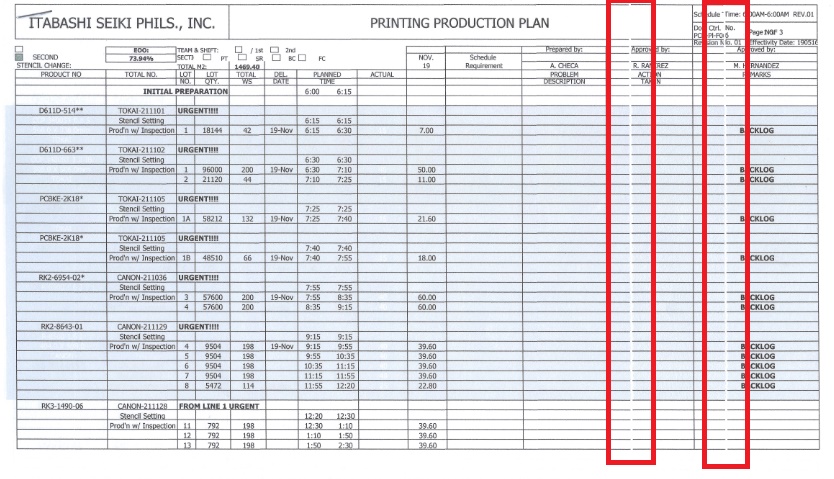 ITABASHI SEIKI PHILS., INC. PRINTING PRODUCTION PLAN
Schedule Time: 6:00AM-6:00AM REV.01
Ctrl. No. Page No. 3
Revision No. 01 Effectivity Date: 190516
SECOND EOO: 73.94% TEAM & SHIFT: / 1st 2nd
SECT: PT SR BC FC
STENCIL CHANGE: TOTAL M2: 1469.40
NOV. 19 Schedule Requirement Prepared by: Approved by: Approved by:
A. CHECA R. RAMIREZ M. HERNANDEZ
PRODUCT NO TOTAL NO. LOT NO. LOT QTY. TOTAL WS DEL. DATE PLANNED TIME ACTUAL PROBLEM DESCRIPTION ACTION TAKEN REMARKS
INITIAL PREPARATION 6:00 6:15
D611D-514** TOKAI-211101 URGENT!!!!
Stencil Setting 6:15 6:15
Prod'n w/ Inspection 1 18144 42 19-Nov 6:15 6:30 7.00 BACKLOG
D611D-663** TOKAI-211102 URGENT!!!!
Stencil Setting 6:30 6:30
Prod'n w/ Inspection 1 96000 200 19-Nov 6:30 7:10 50.00 BACKLOG
2 21120 44 7:10 7:25 11.00 BACKLOG
PCBKE-2K18* TOKAI-211105 URGENT!!!!
Stencil Setting 7:25 7:25
Prod'n w/ Inspection 1A 58212 132 19-Nov 7:25 7:40 21.60 BACKLOG
PCBKE-2K18* TOKAI-211105 URGENT!!!!
Stencil Setting 7:40 7:40
Prod'n w/ Inspection 1B 48510 66 19-Nov 7:40 7:55 18.00 BACKLOG
RK2-6954-02* CANON-211036 URGENT!!!!
Stencil Setting 7:55 7:55
Prod'n w/ Inspection 3 57600 200 19-Nov 7:55 8:35 60.00 BACKLOG
4 57600 200 8:35 9:15 60.00 BACKLOG
RK2-8643-01 CANON-211129 URGENT!!!!
Stencil Setting 9:15 9:15
Prod'n w/ Inspection 4 9504 198 19-Nov 9:15 9:55 39.60 BACKLOG
5 9504 198 9:55 10:35 39.60 BACKLOG
6 9504 198 10:35 11:15 39.60 BACKLOG
7 9504 198 11:15 11:55 39.60 BACKLOG
8 5472 114 11:55 12:20 22.80 BACKLOG
RK3-1490-06 CANON-211128 FROM LINE 1 URGENT
Stencil Setting 12:20 12:30
Prod'n w/ Inspection 11 792 198 12:30 1:10 39.60
12 792 198 1:10 1:50 39.60
13 792 198 1:50 2:30 39.60